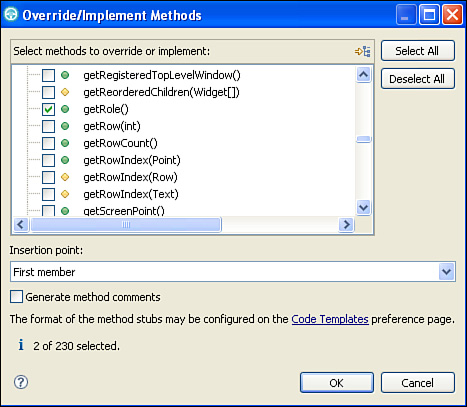 Override/Implement Methods
Select methods to override or implement:
Select All
Deselect All
getRegisteredTopLevelWindow()
getReorderedChildren(Widget[])
getRole()
getRow(int)
getRowCount()
getRowIndex(Point)
getRowIndex(Row)
getRowIndex(Text)
getScreenPoint()
Insertion point:
First member
Generate method comments
The format of the method stubs may be configured on the Code Templates preference page.
i 2 of 230 selected.
? OK Cancel